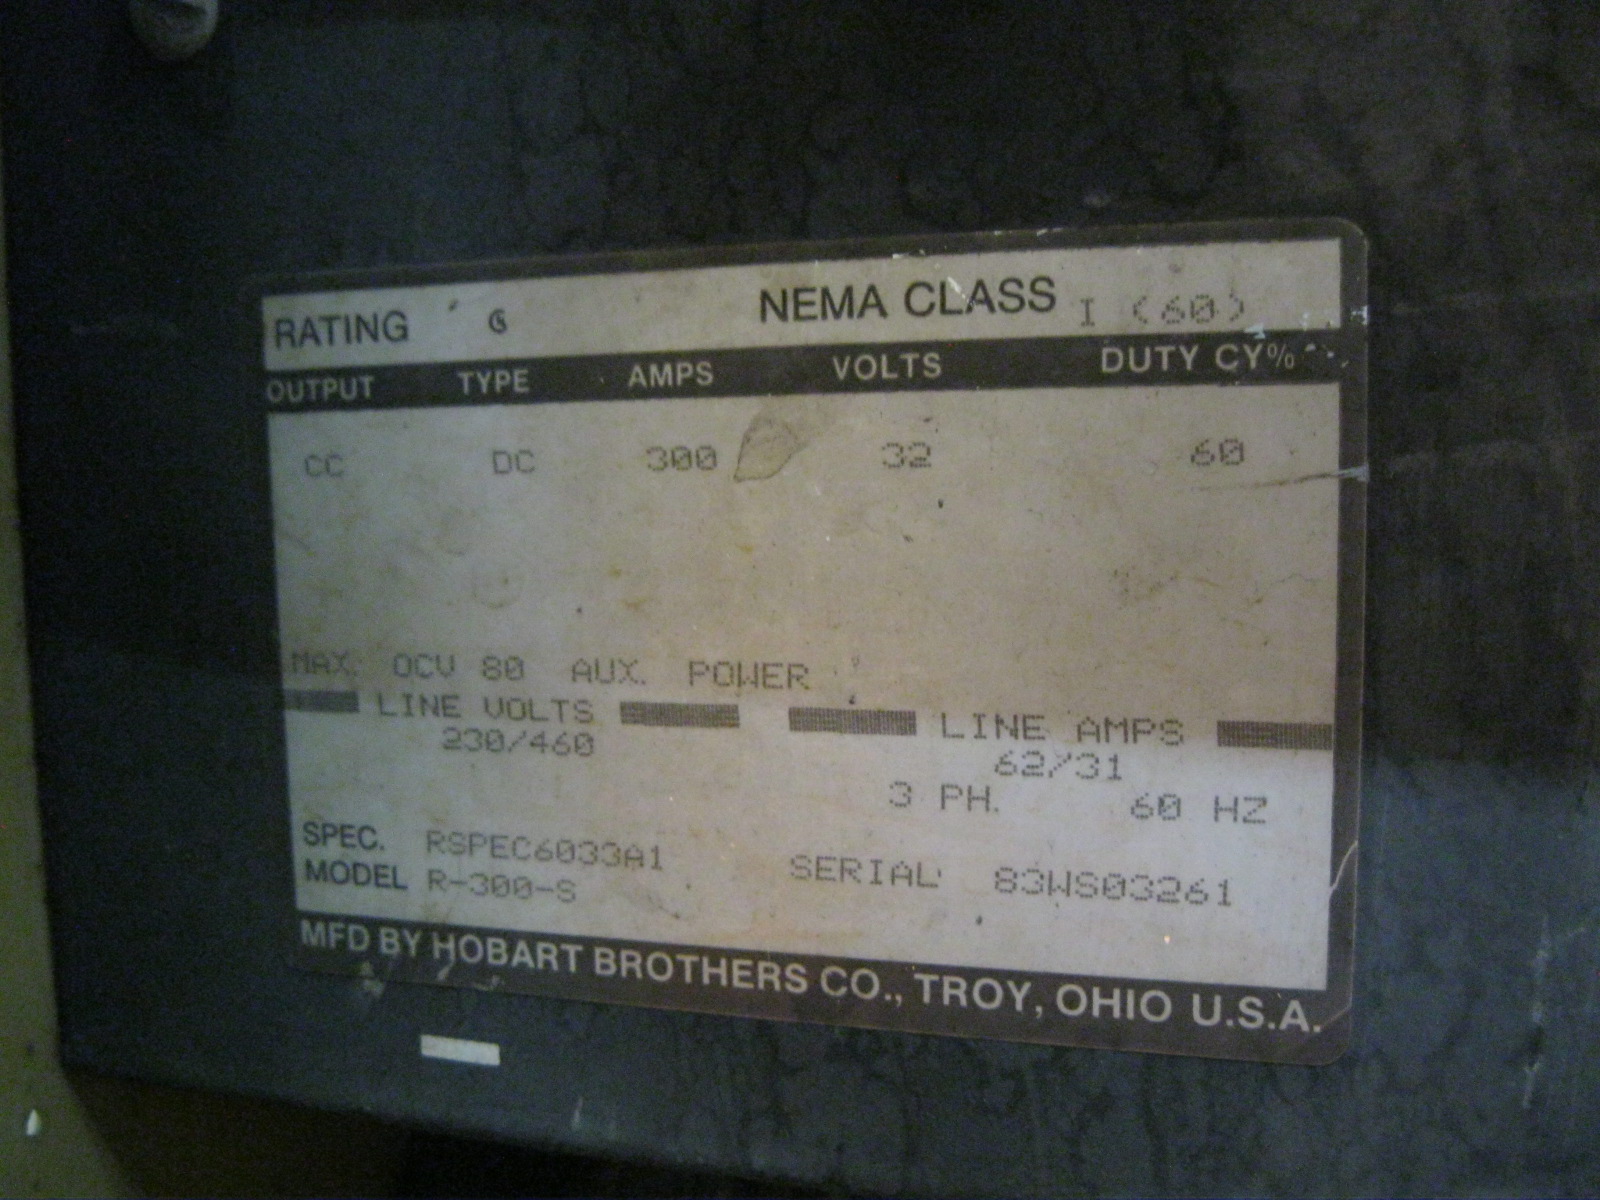 RATING G NEMA CLASS I (60)
OUTPUT TYPE AMPS VOLTS DUTY CY%
CC DC 300 32 60
MAX. OCV 80 AUX. POWER
LINE VOLTS LINE AMPS
230/460 62/31
3 PH. 60 HZ
SPEC. RSPEC6033A1
MODEL R-300-S SERIAL 83WS03261
MFD BY HOBART BROTHERS CO., TROY, OHIO U.S.A.